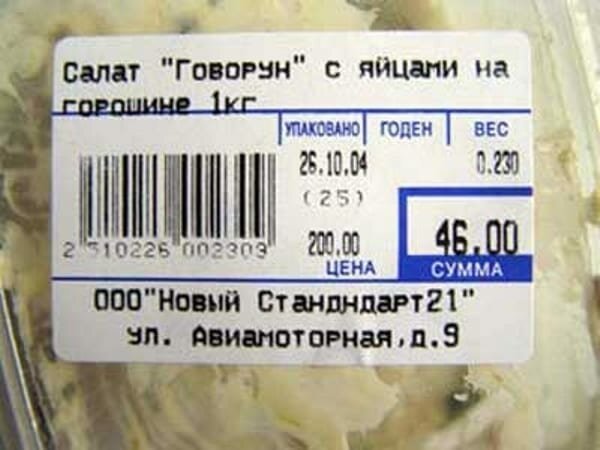 Салат "Говорун" с яйцами на
горошине 1кг
УПАКОВАНО ГОДЕН ВЕС
26.10.04 0.230
(25)
200.00 46.00
ЦЕНА СУММА
2 510226 002303
ООО"Новый Станндндарт21"
ул. Авиамоторная,д.9